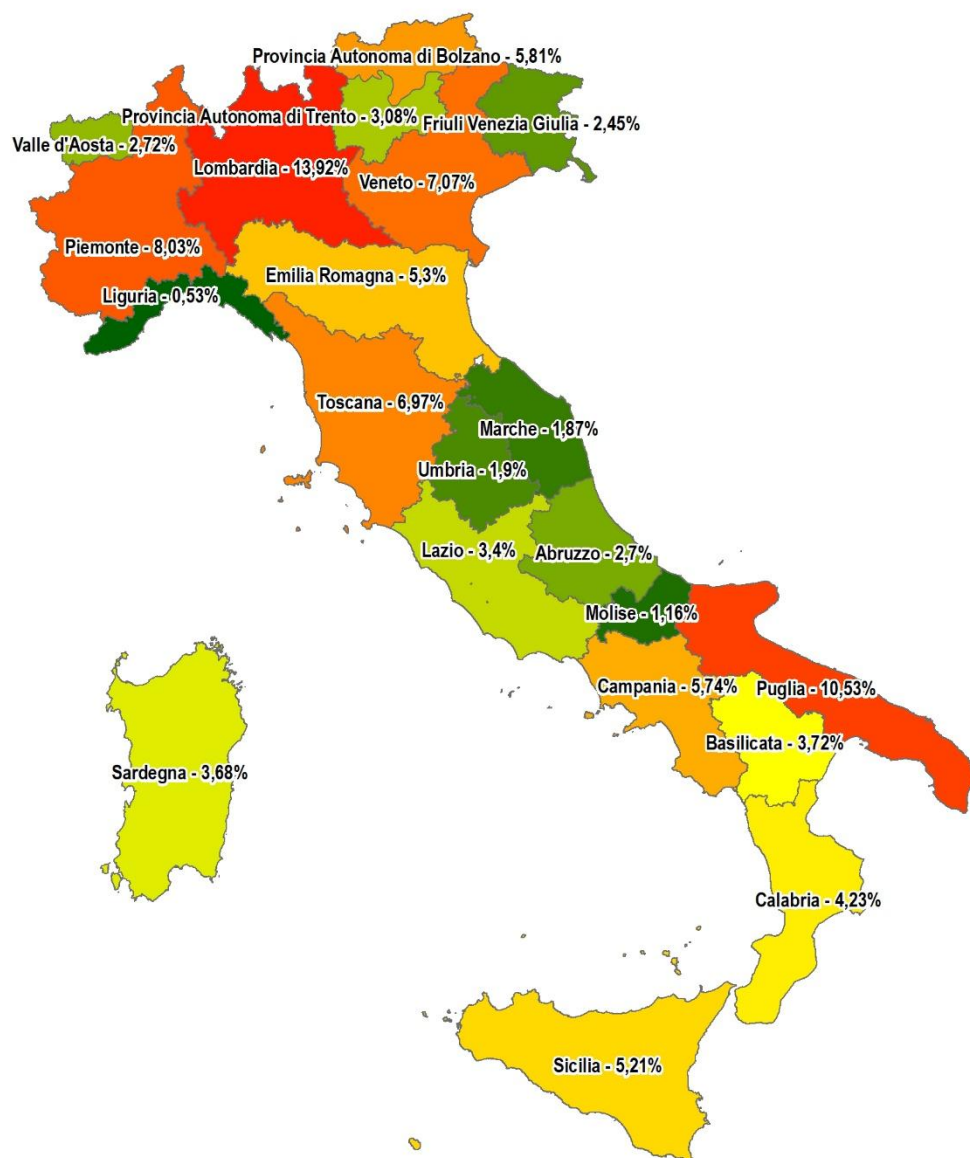 Provincia Autonoma di Bolzano - 5,81%
Provincia Autonoma di Trento - 3,08%
Friuli Venezia Giulia - 2,45%
Valle d'Aosta - 2,72%
Lombardia - 13,92%
Veneto - 7,07%
Piemonte - 8,03%
Emilia Romagna - 5,3%
Liguria - 0,53%
Toscana - 6,97%
Marche - 1,87%
Umbria - 1,9%
Lazio - 3,4%
Abruzzo - 2,7%
Molise - 1,16%
Campania - 5,74%
Puglia - 10,53%
Basilicata - 3,72%
Sardegna - 3,68%
Calabria - 4,23%
Sicilia - 5,21%